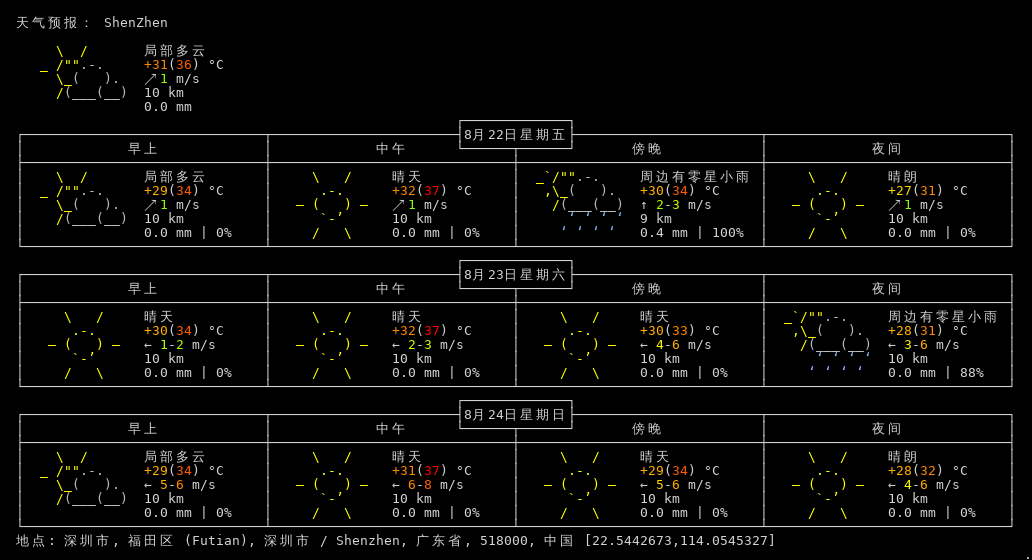 天气预报： ShenZhen
局部多云
+31(36) °C
↗1 m/s
10 km
0.0 mm
8月22日星期五
早上 中午 傍晚 夜间
局部多云 晴天 周边有零星小雨 晴朗
+29(34) °C +32(37) °C +30(34) °C +27(31) °C
↗1 m/s ↗1 m/s ↑ 2-3 m/s ↗1 m/s
10 km 10 km 9 km 10 km
0.0 mm | 0% 0.0 mm | 0% 0.4 mm | 100% 0.0 mm | 0%
8月23日星期六
早上 中午 傍晚 夜间
晴天 晴天 晴天 周边有零星小雨
+30(34) °C +32(37) °C +30(33) °C +28(31) °C
← 1-2 m/s ← 2-3 m/s ← 4-6 m/s ← 3-6 m/s
10 km 10 km 10 km 10 km
0.0 mm | 0% 0.0 mm | 0% 0.0 mm | 0% 0.0 mm | 88%
8月24日星期日
早上 中午 傍晚 夜间
局部多云 晴天 晴天 晴朗
+29(34) °C +31(37) °C +29(34) °C +28(32) °C
← 5-6 m/s ← 6-8 m/s ← 5-6 m/s ← 4-6 m/s
10 km 10 km 10 km 10 km
0.0 mm | 0% 0.0 mm | 0% 0.0 mm | 0% 0.0 mm | 0%
地点: 深圳市, 福田区 (Futian), 深圳市 / Shenzhen, 广东省, 518000, 中国 [22.5442673,114.0545327]